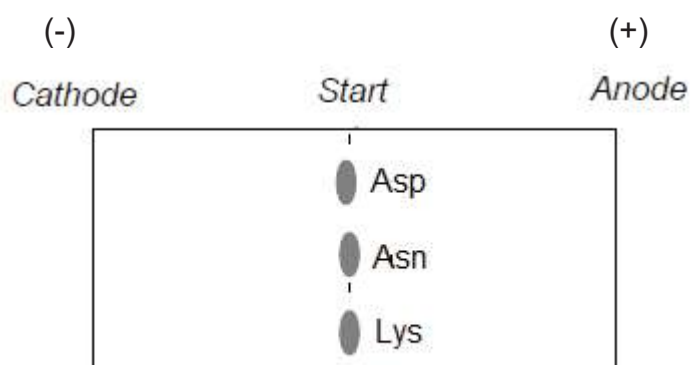 (-) (+)
Cathode Start Anode
Asp
Asn
Lys